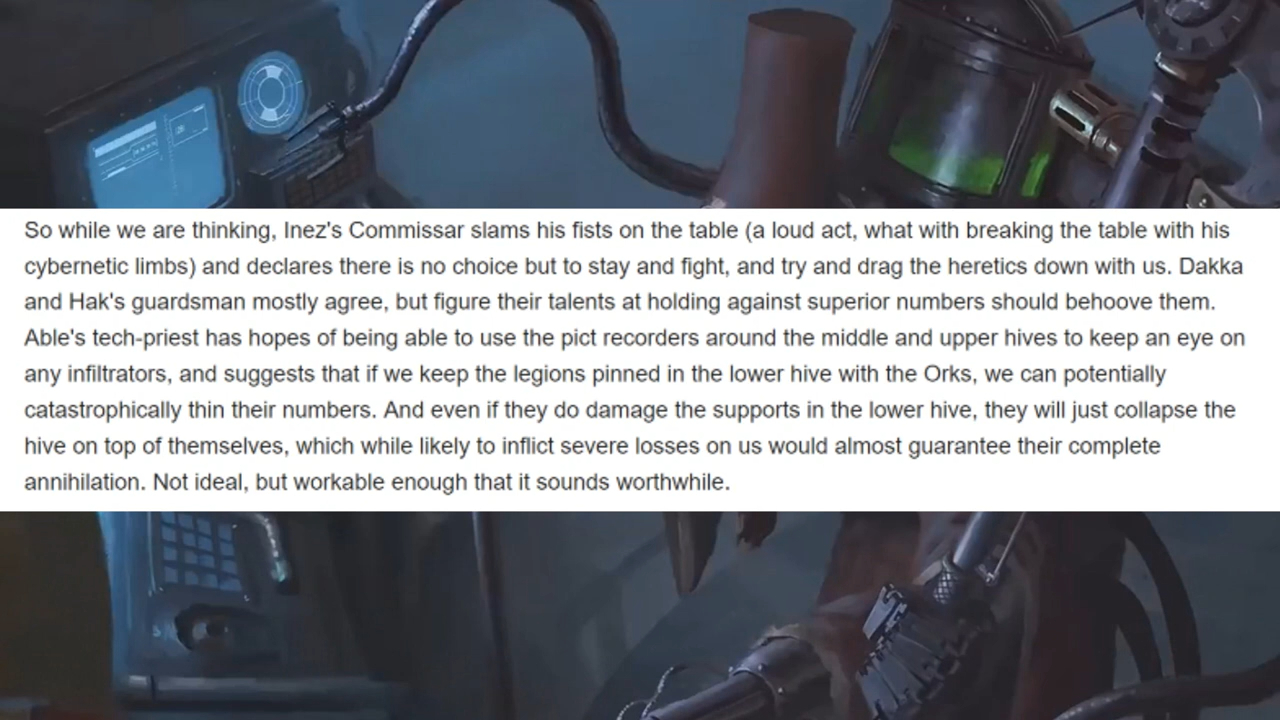 So while we are thinking, Inez's Commissar slams his fists on the table (a loud act, what with breaking the table with his
cybernetic limbs) and declares there is no choice but to stay and fight, and try and drag the heretics down with us. Dakka
and Hak's guardsman mostly agree, but figure their talents at holding against superior numbers should behoove them.
Able's tech-priest has hopes of being able to use the pict recorders around the middle and upper hives to keep an eye on
any infiltrators, and suggests that if we keep the legions pinned in the lower hive with the Orks, we can potentially
catastrophically thin their numbers. And even if they do damage the supports in the lower hive, they will just collapse the
hive on top of themselves, which while likely to inflict severe losses on us would almost guarantee their complete
annihilation. Not ideal, but workable enough that it sounds worthwhile.